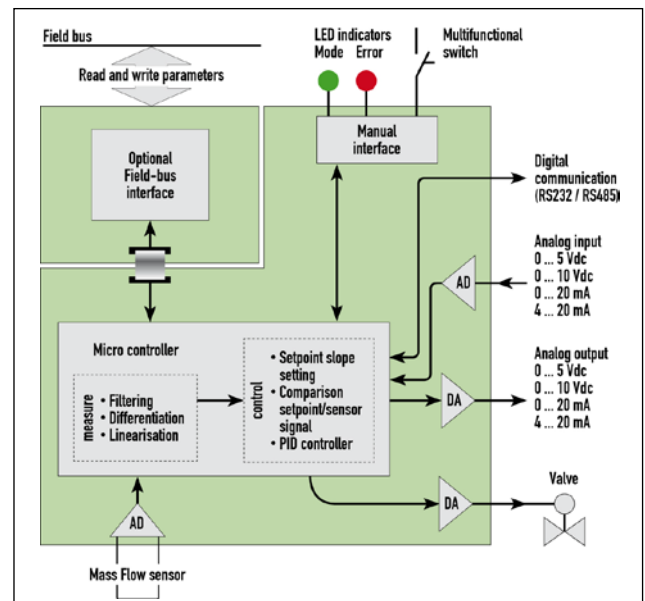 Field bus
Read and write parameters
LED indicators
Mode Error
Multifunctional
switch
Optional
Field-bus
interface
Manual
interface
Digital
communication
(RS232 / RS485)
Analog input
0 ... 5 Vdc
0 ... 10 Vdc
0 ... 20 mA
4 ... 20 mA
AD
Micro controller
measure
• Filtering
• Differentiation
• Linearisation
control
• Setpoint slope
setting
• Comparison
setpoint/sensor
signal
• PID controller
DA
Analog output
0 ... 5 Vdc
0 ... 10 Vdc
0 ... 20 mA
4 ... 20 mA
DA
Valve
AD
Mass Flow sensor